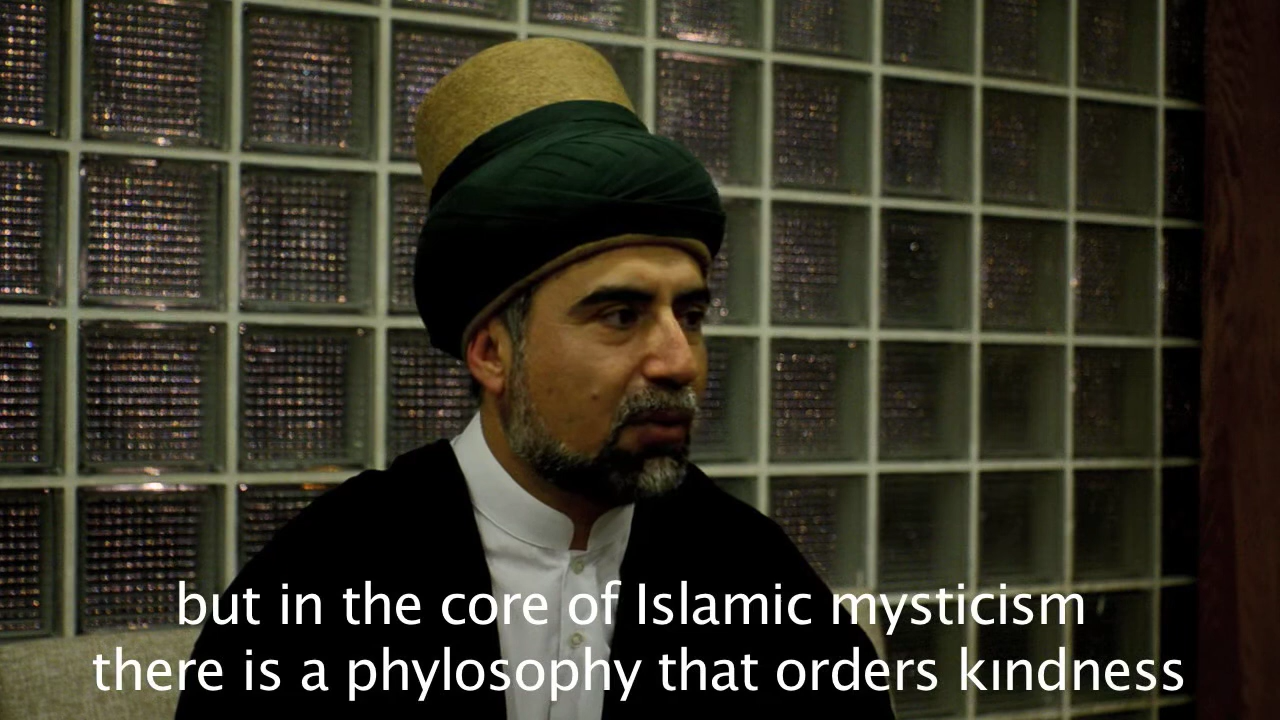 but in the core of Islamic mysticism
there is a phylosophy that orders kındness